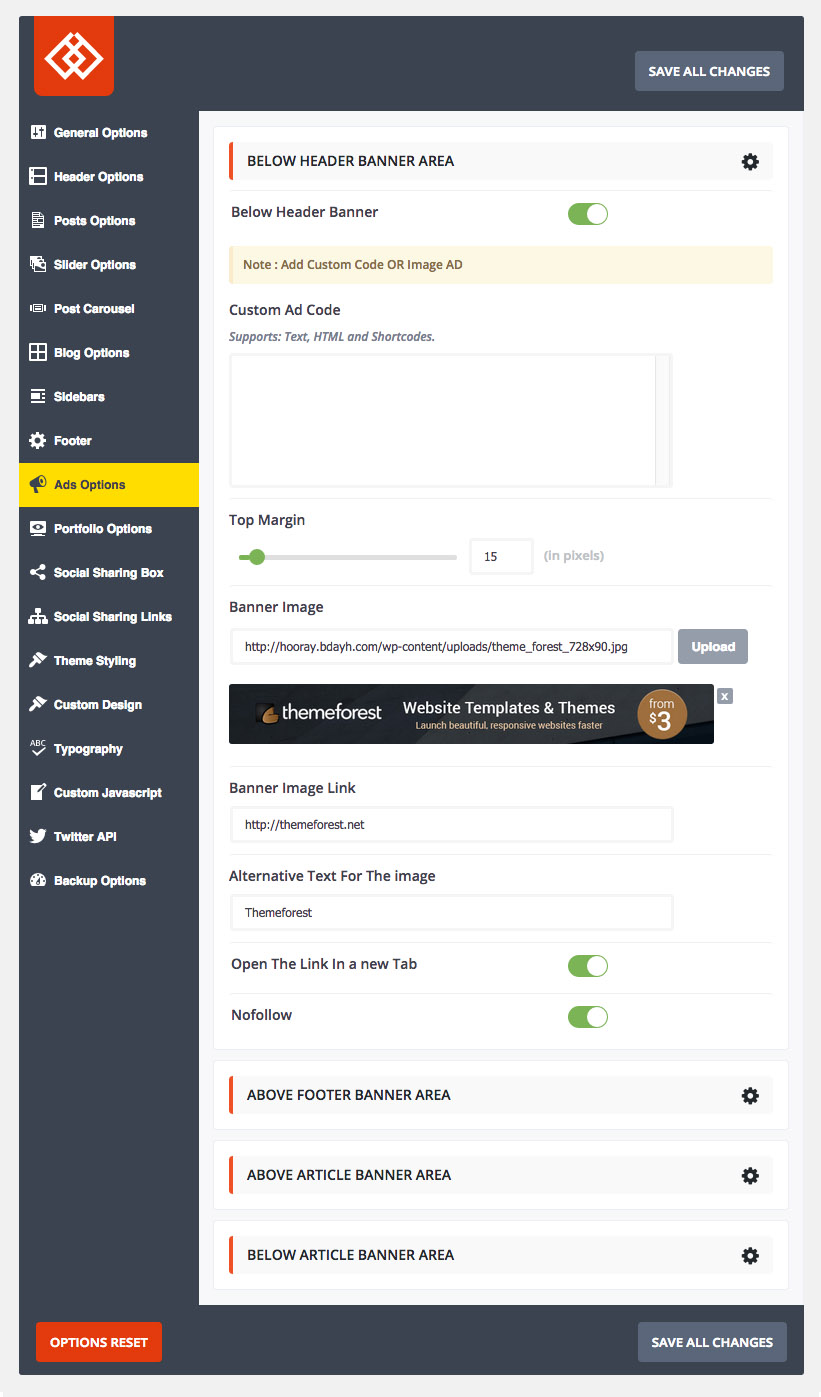 SAVE ALL CHANGES
General Options
Header Options
Posts Options
Slider Options
Post Carousel
Blog Options
Sidebars
Footer
Ads Options
Portfolio Options
Social Sharing Box
Social Sharing Links
Theme Styling
Custom Design
ABC
Typography
Custom Javascript
Twitter API
Backup Options
BELOW HEADER BANNER AREA
Below Header Banner
Note : Add Custom Code OR Image AD
Custom Ad Code
Supports: Text, HTML and Shortcodes.
Top Margin
15 (in pixels)
Banner Image
http://hooray.bdayh.com/wp-content/uploads/theme_forest_728x90.jpg Upload
themeforest
Website Templates & Themes
Launch beautiful, responsive websites faster
from
$3
x
Banner Image Link
http://themeforest.net
Alternative Text For The image
Themeforest
Open The Link In a new Tab
Nofollow
ABOVE FOOTER BANNER AREA
ABOVE ARTICLE BANNER AREA
BELOW ARTICLE BANNER AREA
OPTIONS RESET
SAVE ALL CHANGES